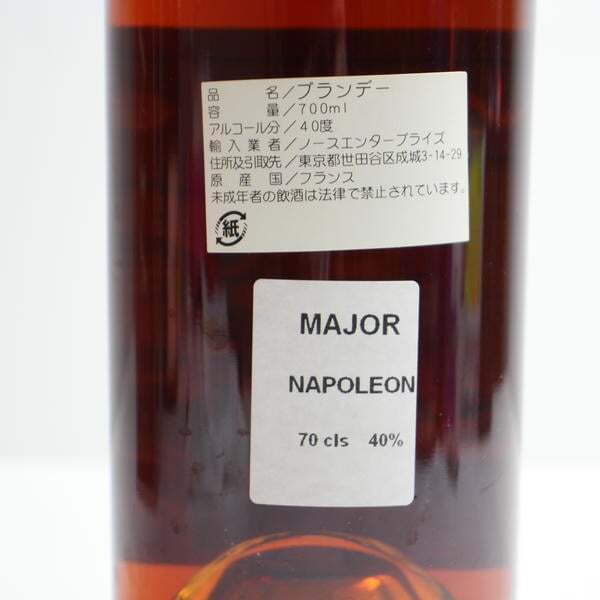 品名/ブランデー
容量/700ml
アルコール分/40度
輸入業者/ノースエンタープライズ
住所及引取先/東京都世田谷区成城3-14-29
原産国/フランス
未成年者の飲酒は法律で禁止されています。
紙
MAJOR
NAPOLEON
70 cls 40%